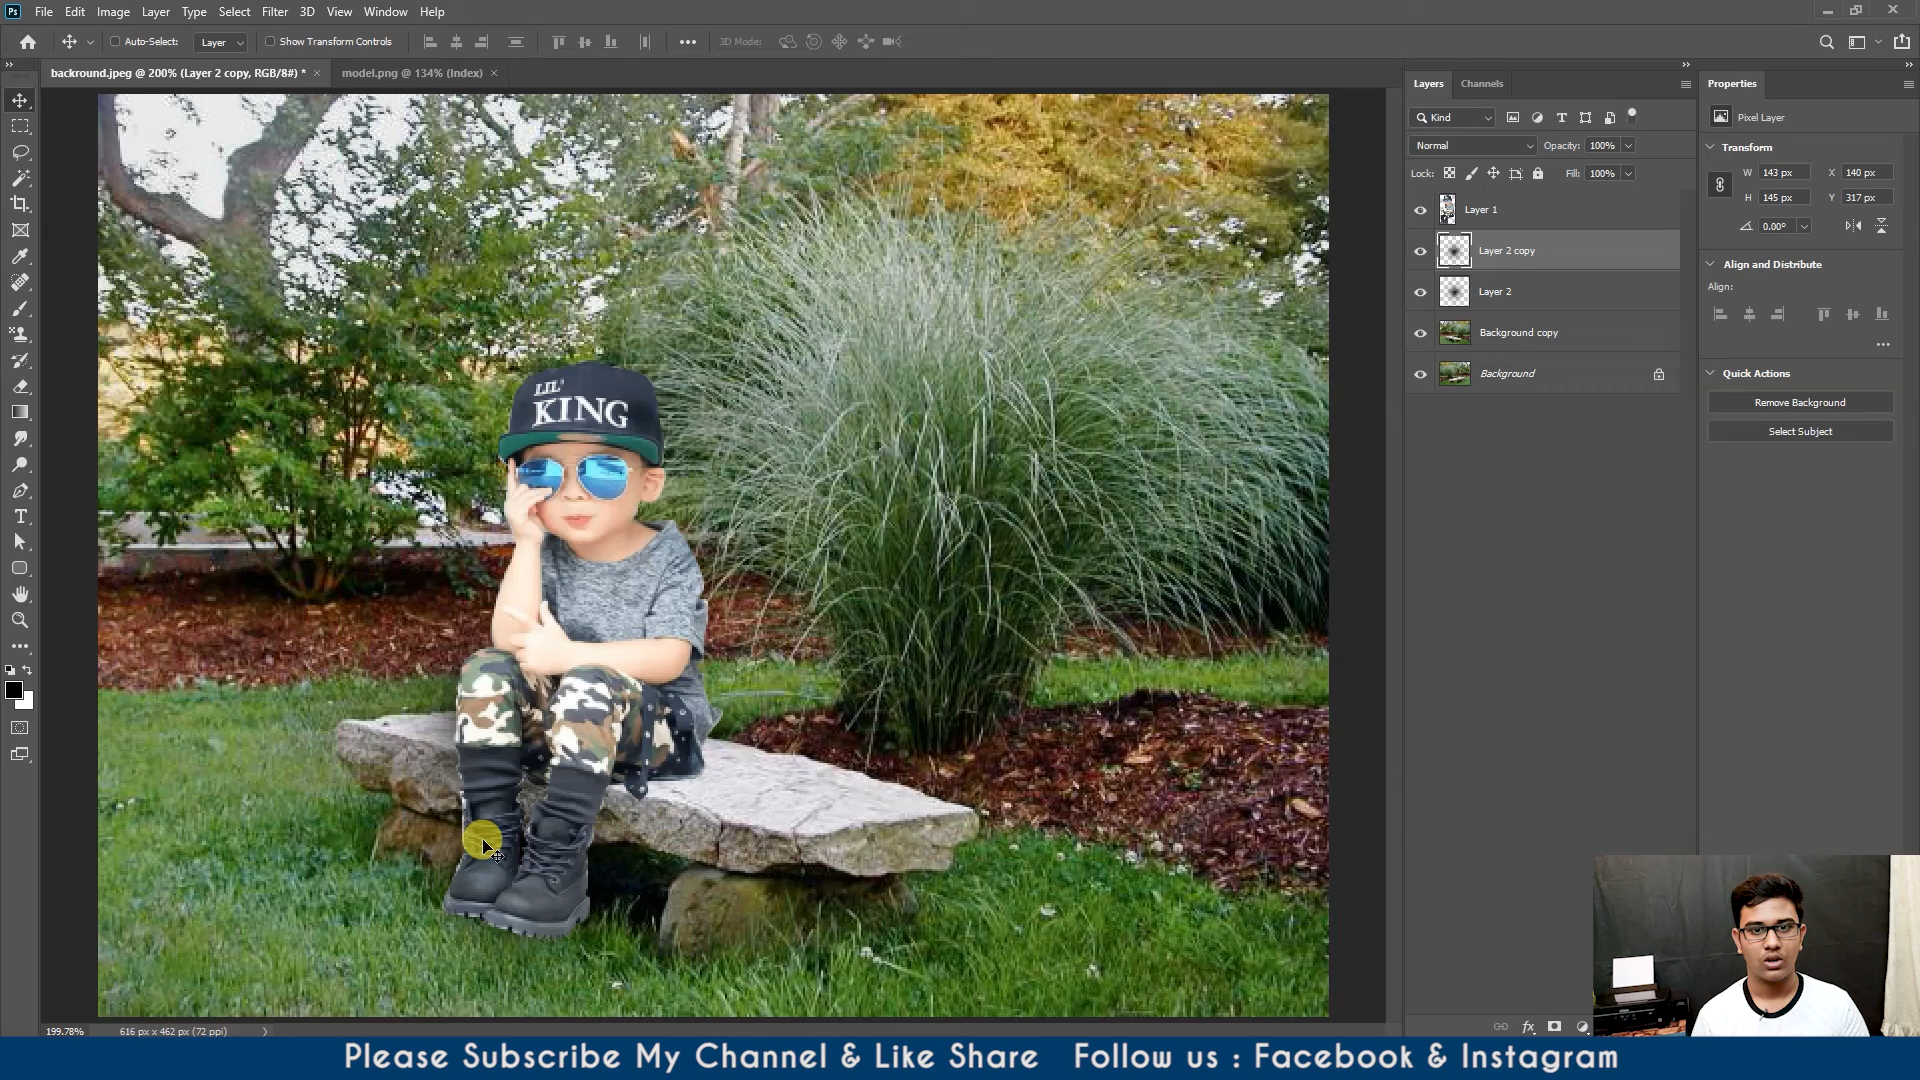 Ps File Edit Image Layer Type Select Filter 3D View Window Help
Auto-Select: Layer Show Transform Controls 3D Mode:
backround.jpeg @ 200% (Layer 2 copy, RGB/8#) * × model.png @ 134% (Index) ×
Layers Channels
Kind
Normal Opacity: 100%
Lock: Fill: 100%
Layer 1
Layer 2 copy
Layer 2
Background copy
Background
Properties
Pixel Layer
Transform
W 143 px X 140 px
H 145 px Y 317 px
0.00°
Align and Distribute
Align:
Quick Actions
Remove Background
Select Subject
LIL'
KING
199.78% 616 px x 462 px (72 ppi)
Please Subscribe My Channel & Like Share Follow us : Facebook & Instagram